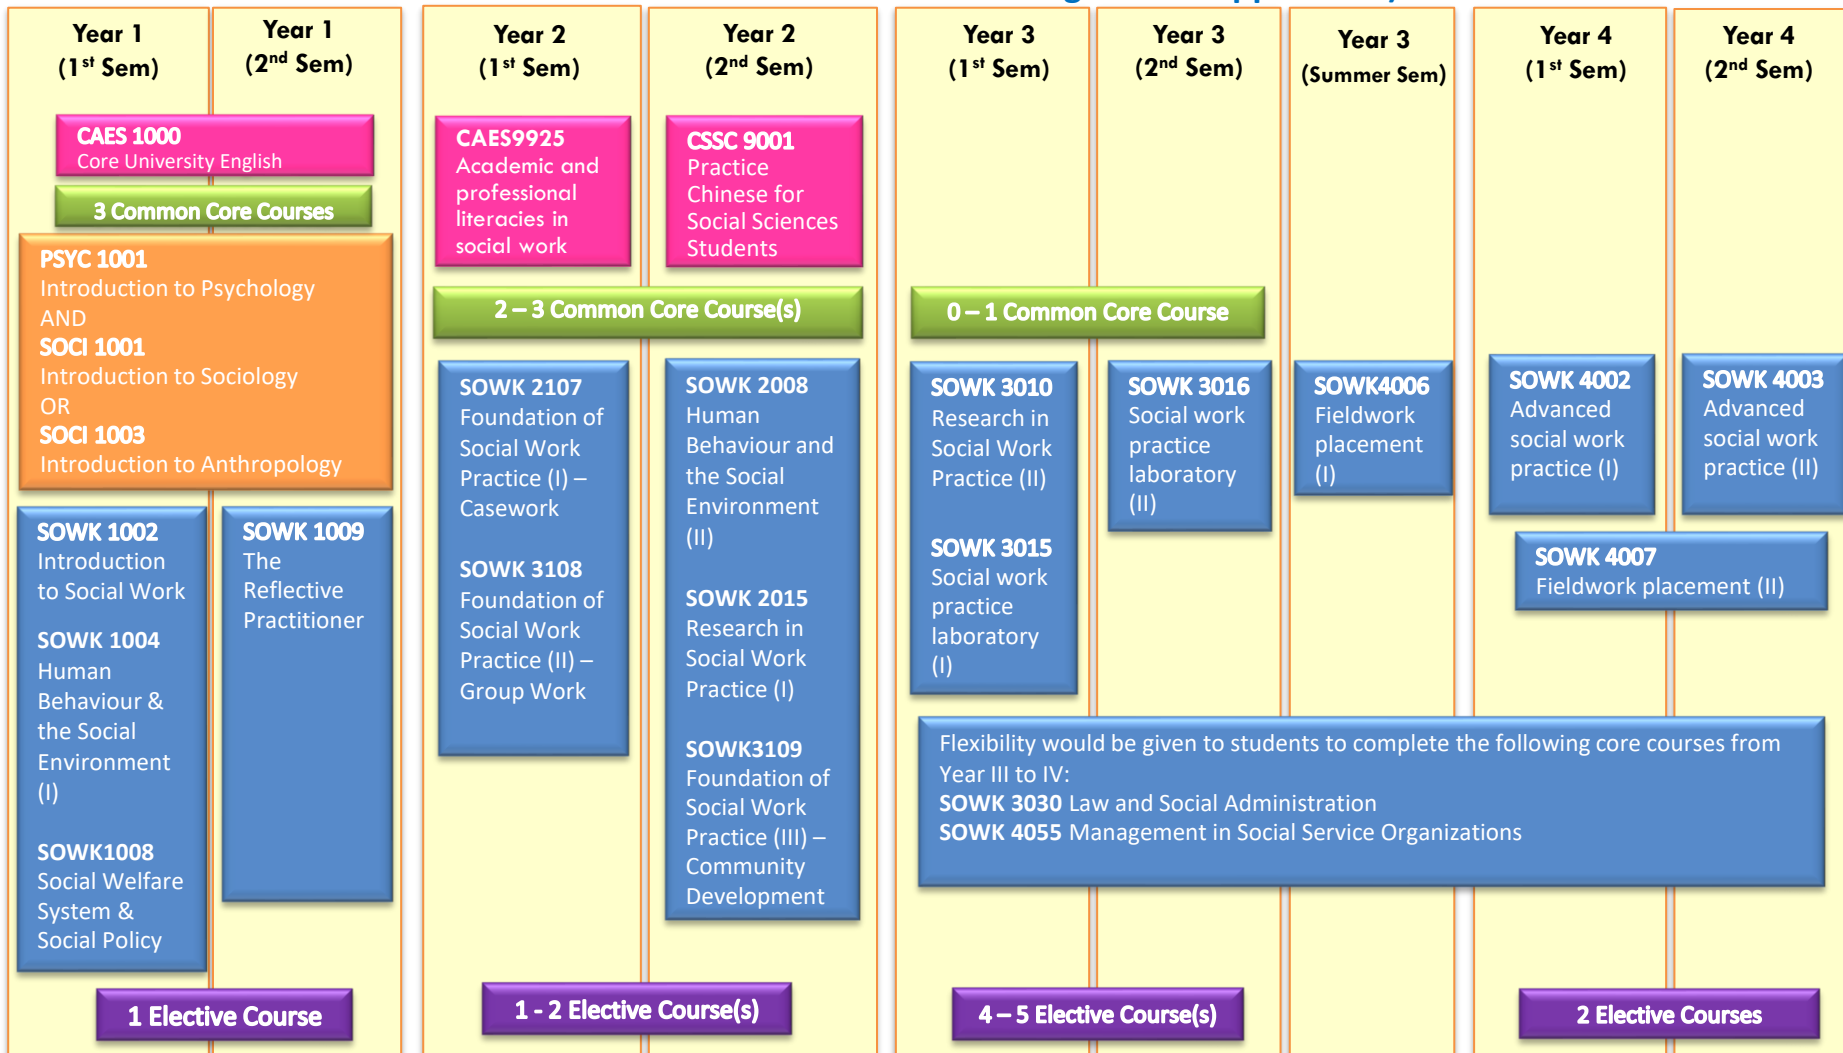 Year 1
(1st Sem)
Year 1
(2nd Sem)
Year 2
(1st Sem)
Year 2
(2nd Sem)
Year 3
(1st Sem)
Year 3
(2nd Sem)
Year 3
(Summer Sem)
Year 4
(1st Sem)
Year 4
(2nd Sem)
CAES 1000
Core University English
3 Common Core Courses
PSYC 1001
Introduction to Psychology
AND
SOCI 1001
Introduction to Sociology
OR
SOCI 1003
Introduction to Anthropology
SOWK 1002
Introduction
to Social Work
SOWK 1004
Human
Behaviour &
the Social
Environment
(I)
SOWK1008
Social Welfare
System &
Social Policy
SOWK 1009
The
Reflective
Practitioner
1 Elective Course
CAES9925
Academic and
professional
literacies in
social work
CSSC 9001
Practice
Chinese for
Social Sciences
Students
2 – 3 Common Core Course(s)
SOWK 2107
Foundation of
Social Work
Practice (I) –
Casework
SOWK 3108
Foundation of
Social Work
Practice (II) –
Group Work
SOWK 2008
Human
Behaviour and
the Social
Environment
(II)
SOWK 2015
Research in
Social Work
Practice (I)
SOWK3109
Foundation of
Social Work
Practice (III) –
Community
Development
1 - 2 Elective Course(s)
0 – 1 Common Core Course
SOWK 3010
Research in
Social Work
Practice (II)
SOWK 3015
Social work
practice
laboratory
(I)
SOWK 3016
Social work
practice
laboratory
(II)
SOWK4006
Fieldwork
placement
(I)
SOWK 4002
Advanced
social work
practice (I)
SOWK 4003
Advanced
social work
practice (II)
SOWK 4007
Fieldwork placement (II)
Flexibility would be given to students to complete the following core courses from
Year III to IV:
SOWK 3030 Law and Social Administration
SOWK 4055 Management in Social Service Organizations
4 – 5 Elective Course(s)
2 Elective Courses